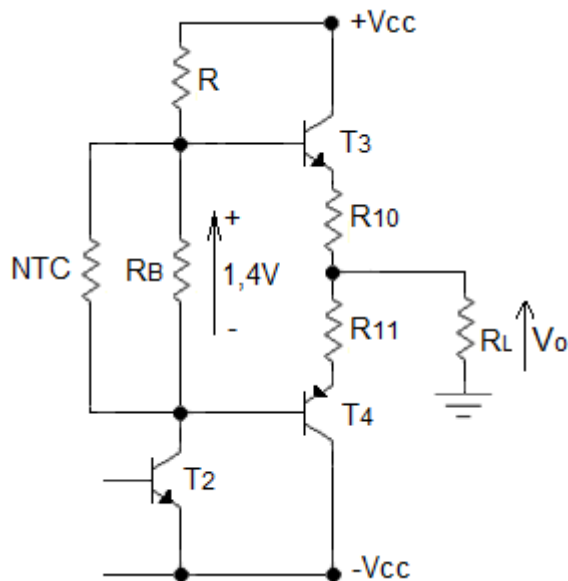 +Vcc
R
T3
R10
NTC
RB
+
1,4V
-
R11
RL
Vo
T4
T2
-Vcc